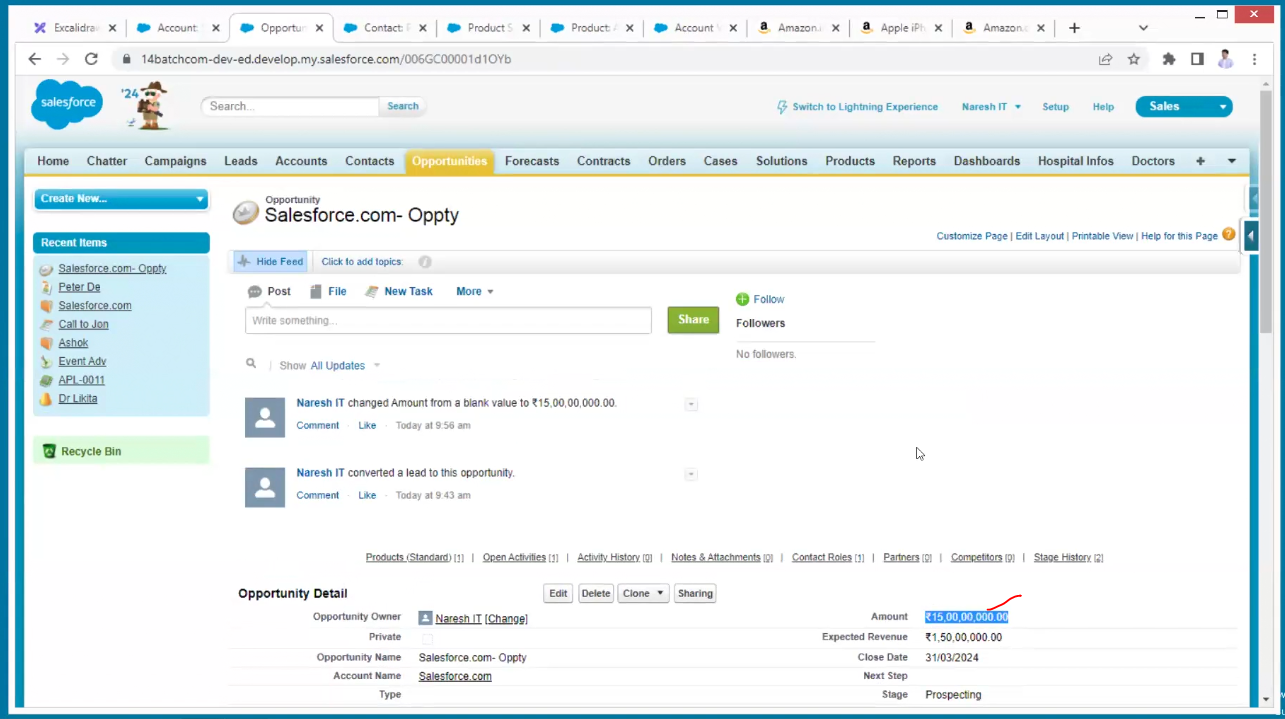 Excalidraw
Account:
Opportun
Contact: F
Product S
Product: A
Account V
Amazon.i
Apple iPh
Amazon.c
14batchcom-dev-ed.develop.my.salesforce.com/006GC00001d1OYb
salesforce
'24
Search...
Search
Switch to Lightning Experience
Naresh IT
Setup
Help
Sales
Home
Chatter
Campaigns
Leads
Accounts
Contacts
Opportunities
Forecasts
Contracts
Orders
Cases
Solutions
Products
Reports
Dashboards
Hospital Infos
Doctors
+
Create New...
Recent Items
Salesforce.com- Oppty
Peter De
Salesforce.com
Call to Jon
Ashok
Event Adv
APL-0011
Dr Likita
Recycle Bin
Opportunity
Salesforce.com- Oppty
Customize Page | Edit Layout | Printable View | Help for this Page ?
Hide Feed
Click to add topics:
Post
File
New Task
More
Write something...
Share
Follow
Followers
No followers.
Show All Updates
Naresh IT changed Amount from a blank value to ₹15,00,00,000.00.
Comment · Like · Today at 9:56 am
Naresh IT converted a lead to this opportunity.
Comment · Like · Today at 9:43 am
Products (Standard) [1] | Open Activities [1] | Activity History [0] | Notes & Attachments [0] | Contact Roles [1] | Partners [0] | Competitors [0] | Stage History [2]
Opportunity Detail
Edit
Delete
Clone
Sharing
Opportunity Owner Naresh IT [Change]
Amount ₹15,00,00,000.00
Private
Expected Revenue ₹1,50,00,000.00
Opportunity Name Salesforce.com- Oppty
Close Date 31/03/2024
Account Name Salesforce.com
Next Step
Type
Stage Prospecting